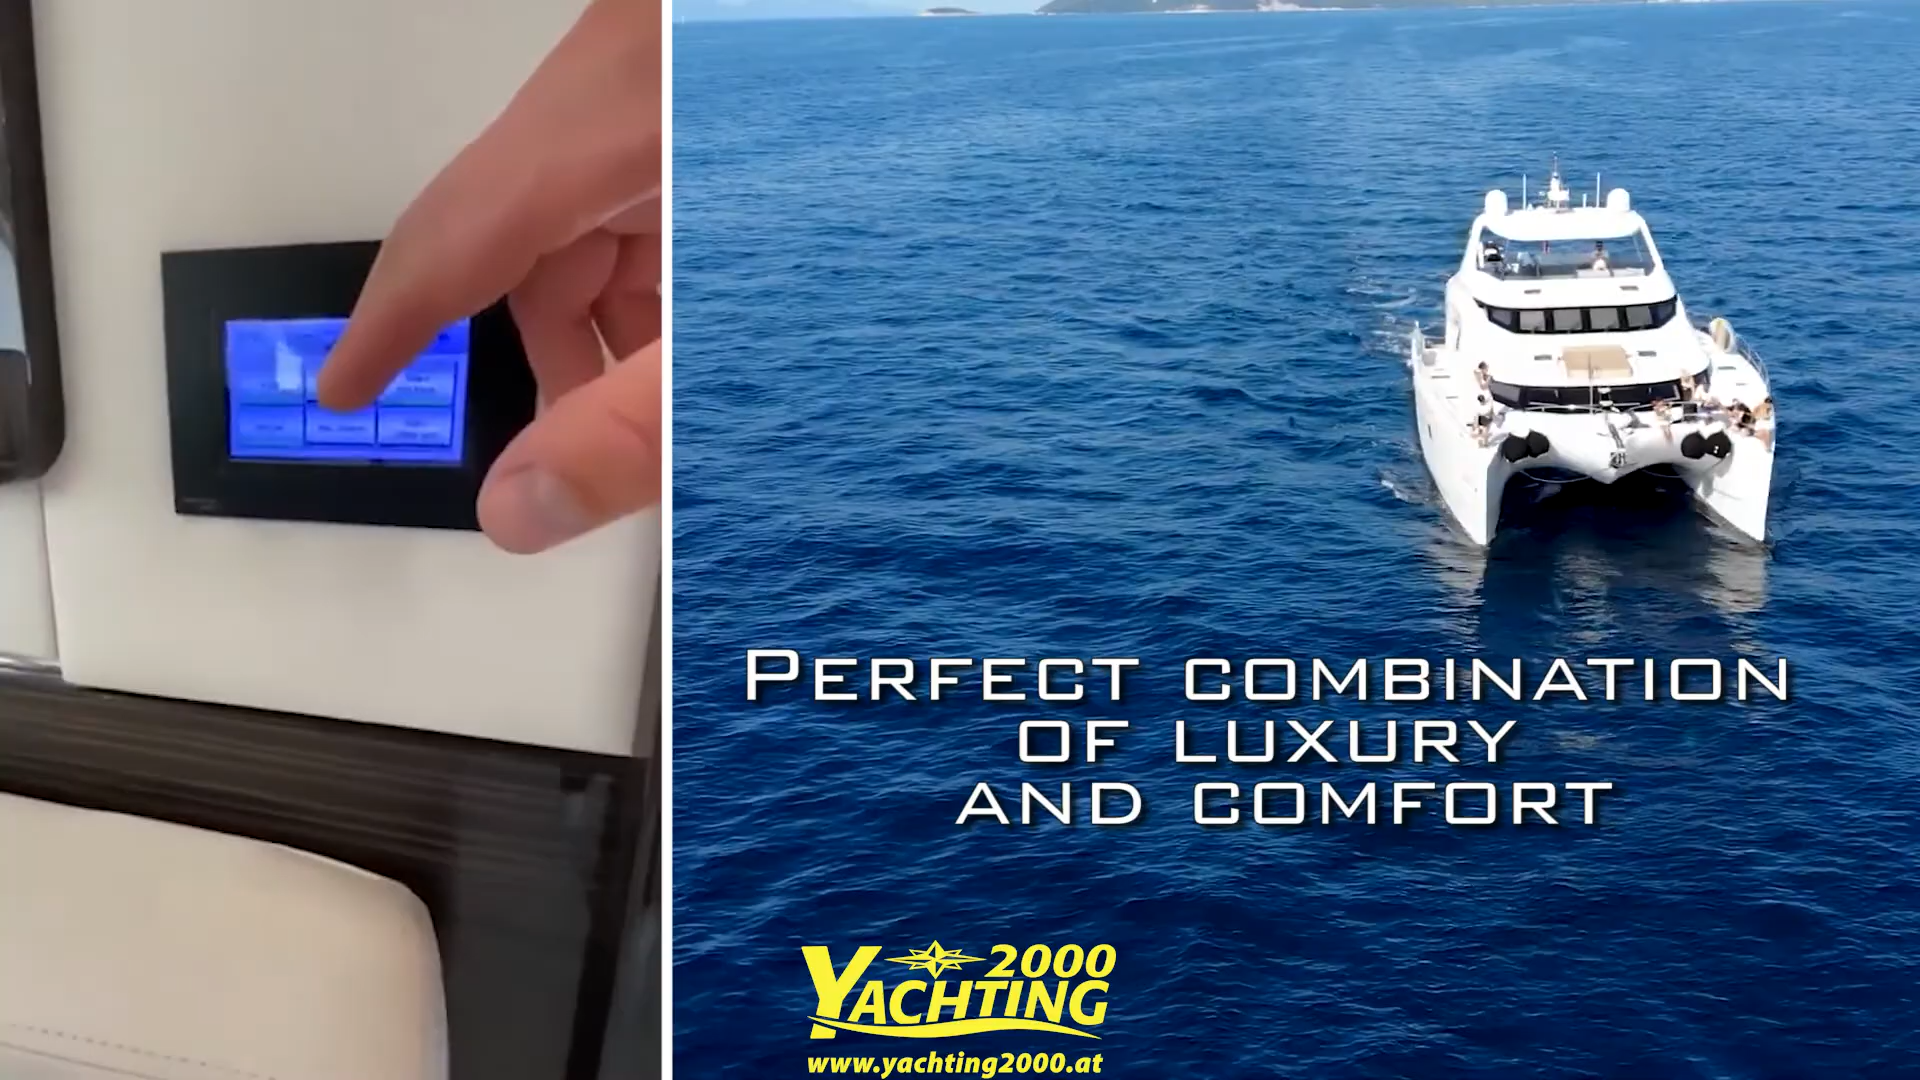 PERFECT COMBINATION
OF LUXURY
AND COMFORT
2000
YACHTING
www.yachting2000.at